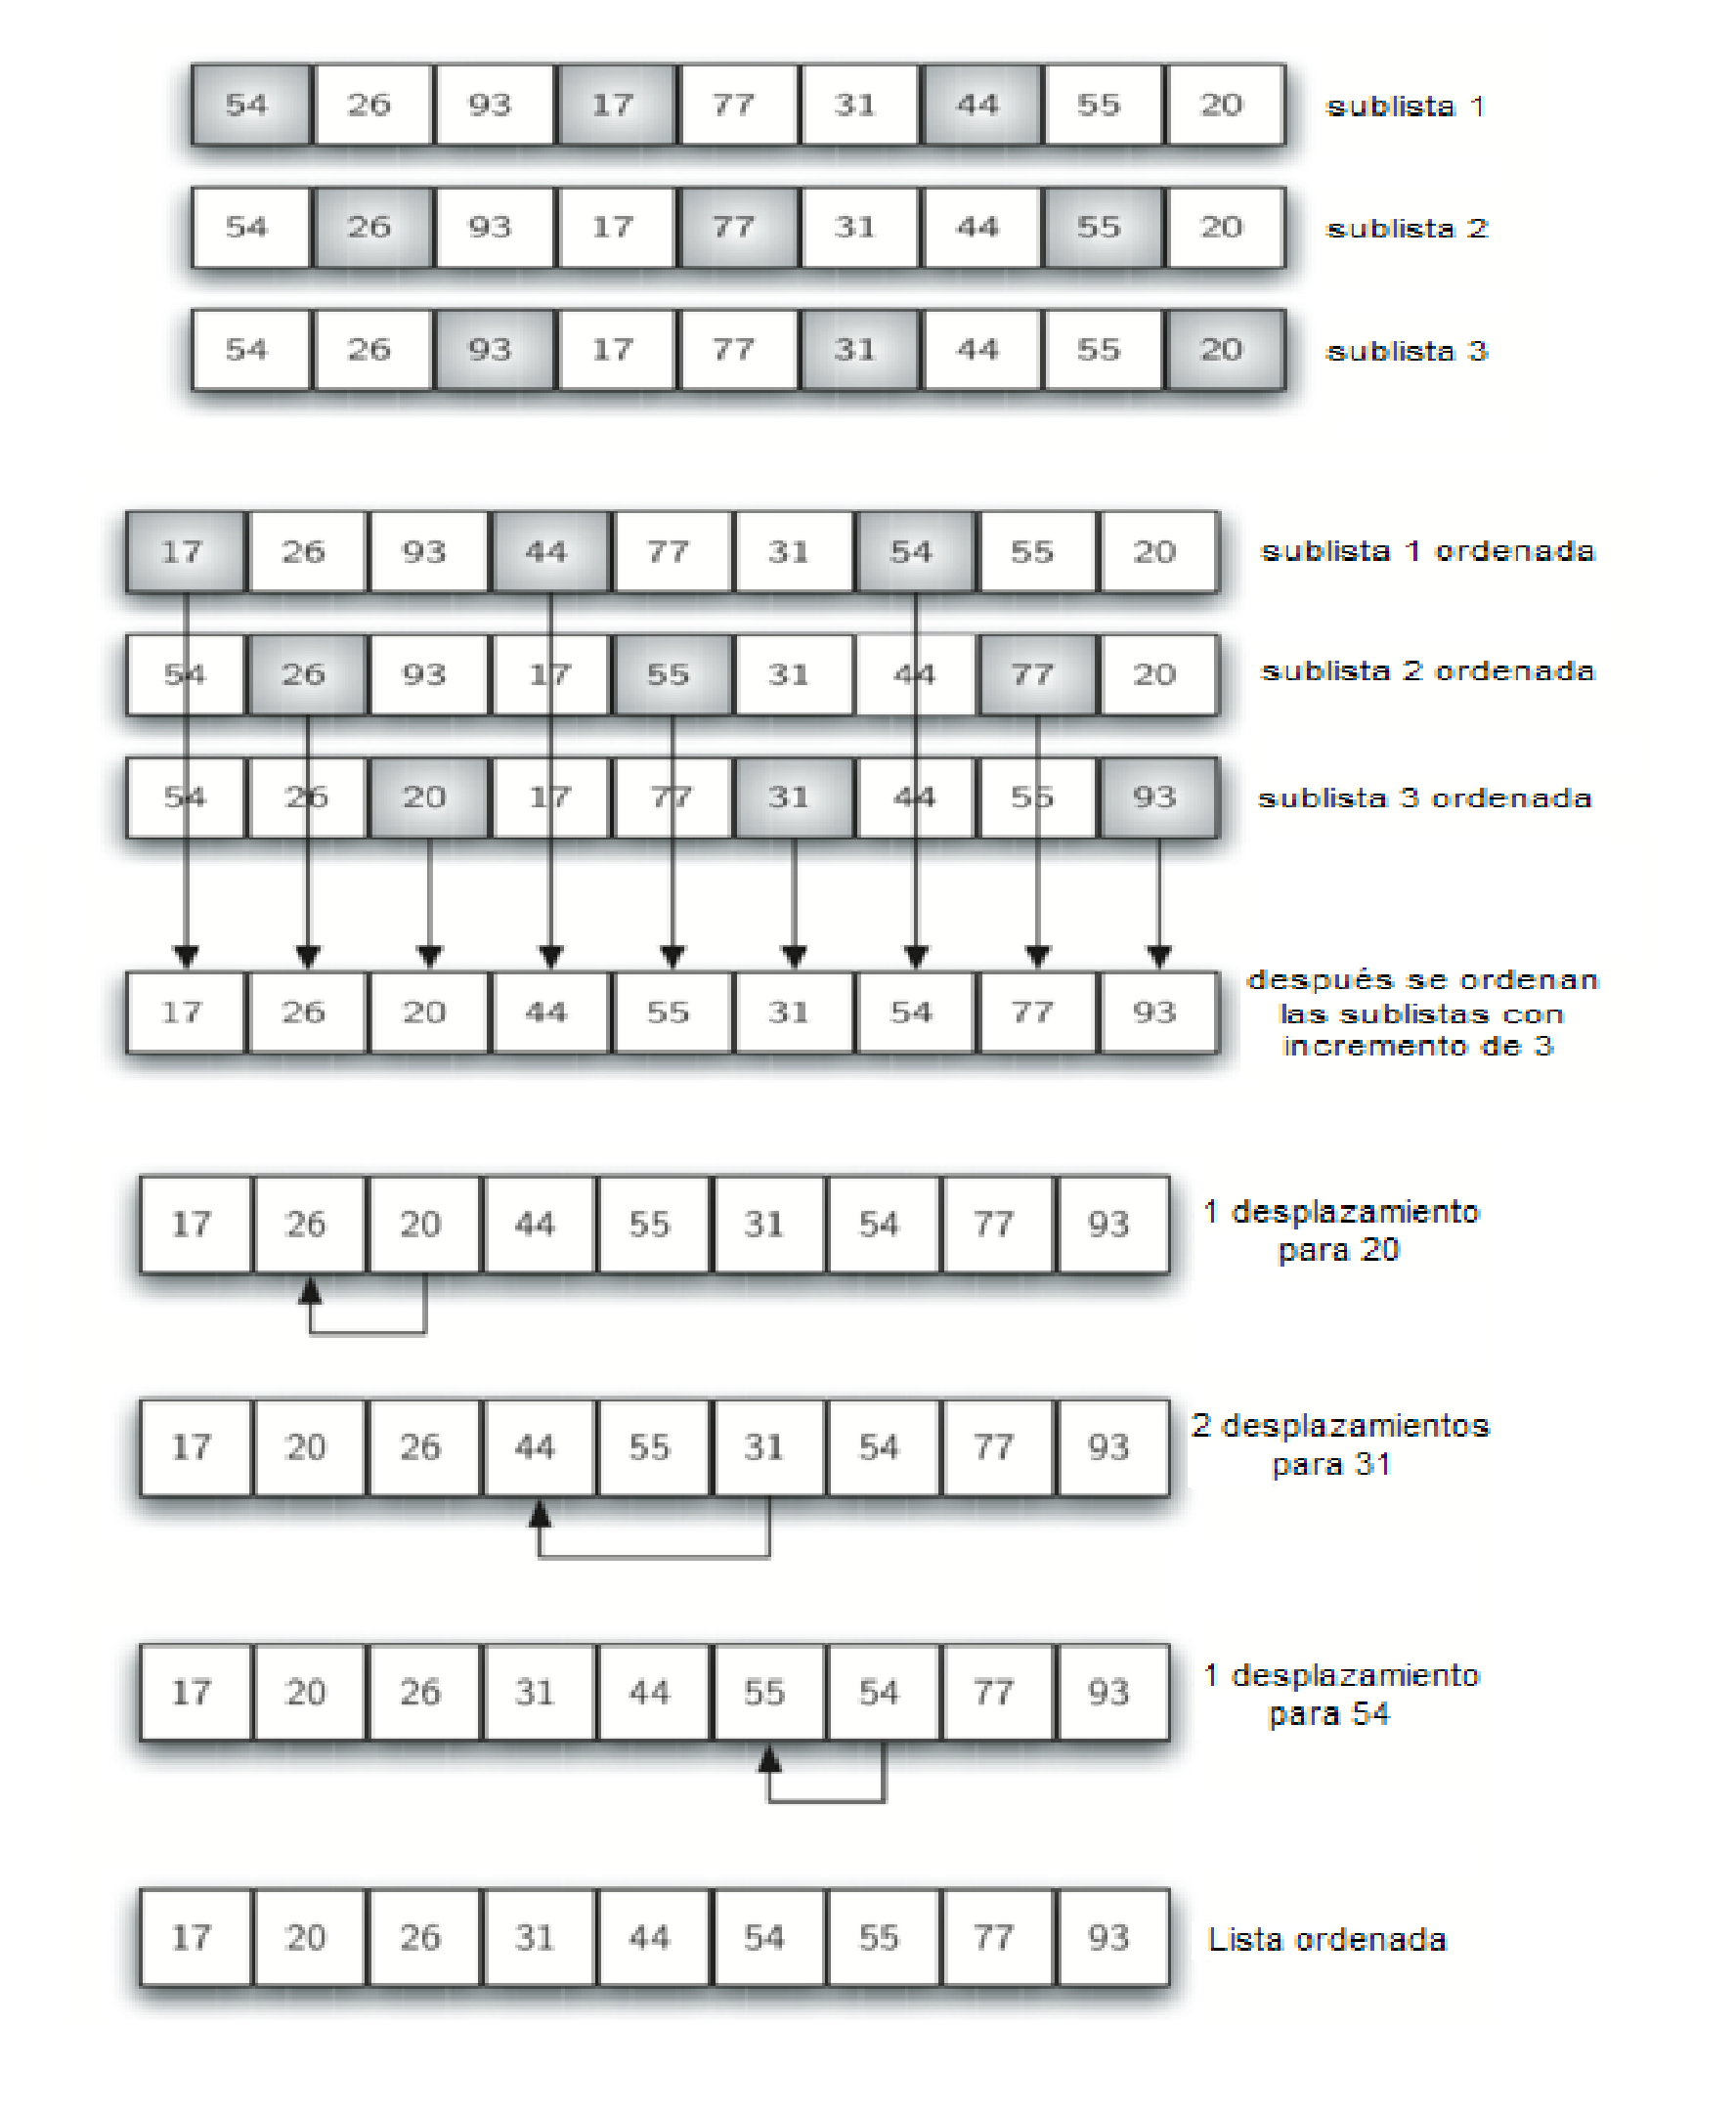 54 26 93 17 77 31 44 55 20 sublista 1
54 26 93 17 77 31 44 55 20 sublista 2
54 26 93 17 77 31 44 55 20 sublista 3
17 26 93 44 77 31 54 55 20 sublista 1 ordenada
54 26 93 17 55 31 44 77 20 sublista 2 ordenada
54 26 20 17 77 31 44 55 93 sublista 3 ordenada
17 26 20 44 55 31 54 77 93
después se ordenan
las sublistas con
incremento de 3
17 26 20 44 55 31 54 77 93
1 desplazamiento
para 20
17 20 26 44 55 31 54 77 93
2 desplazamientos
para 31
17 20 26 31 44 55 54 77 93
1 desplazamiento
para 54
17 20 26 31 44 54 55 77 93 Lista ordenada